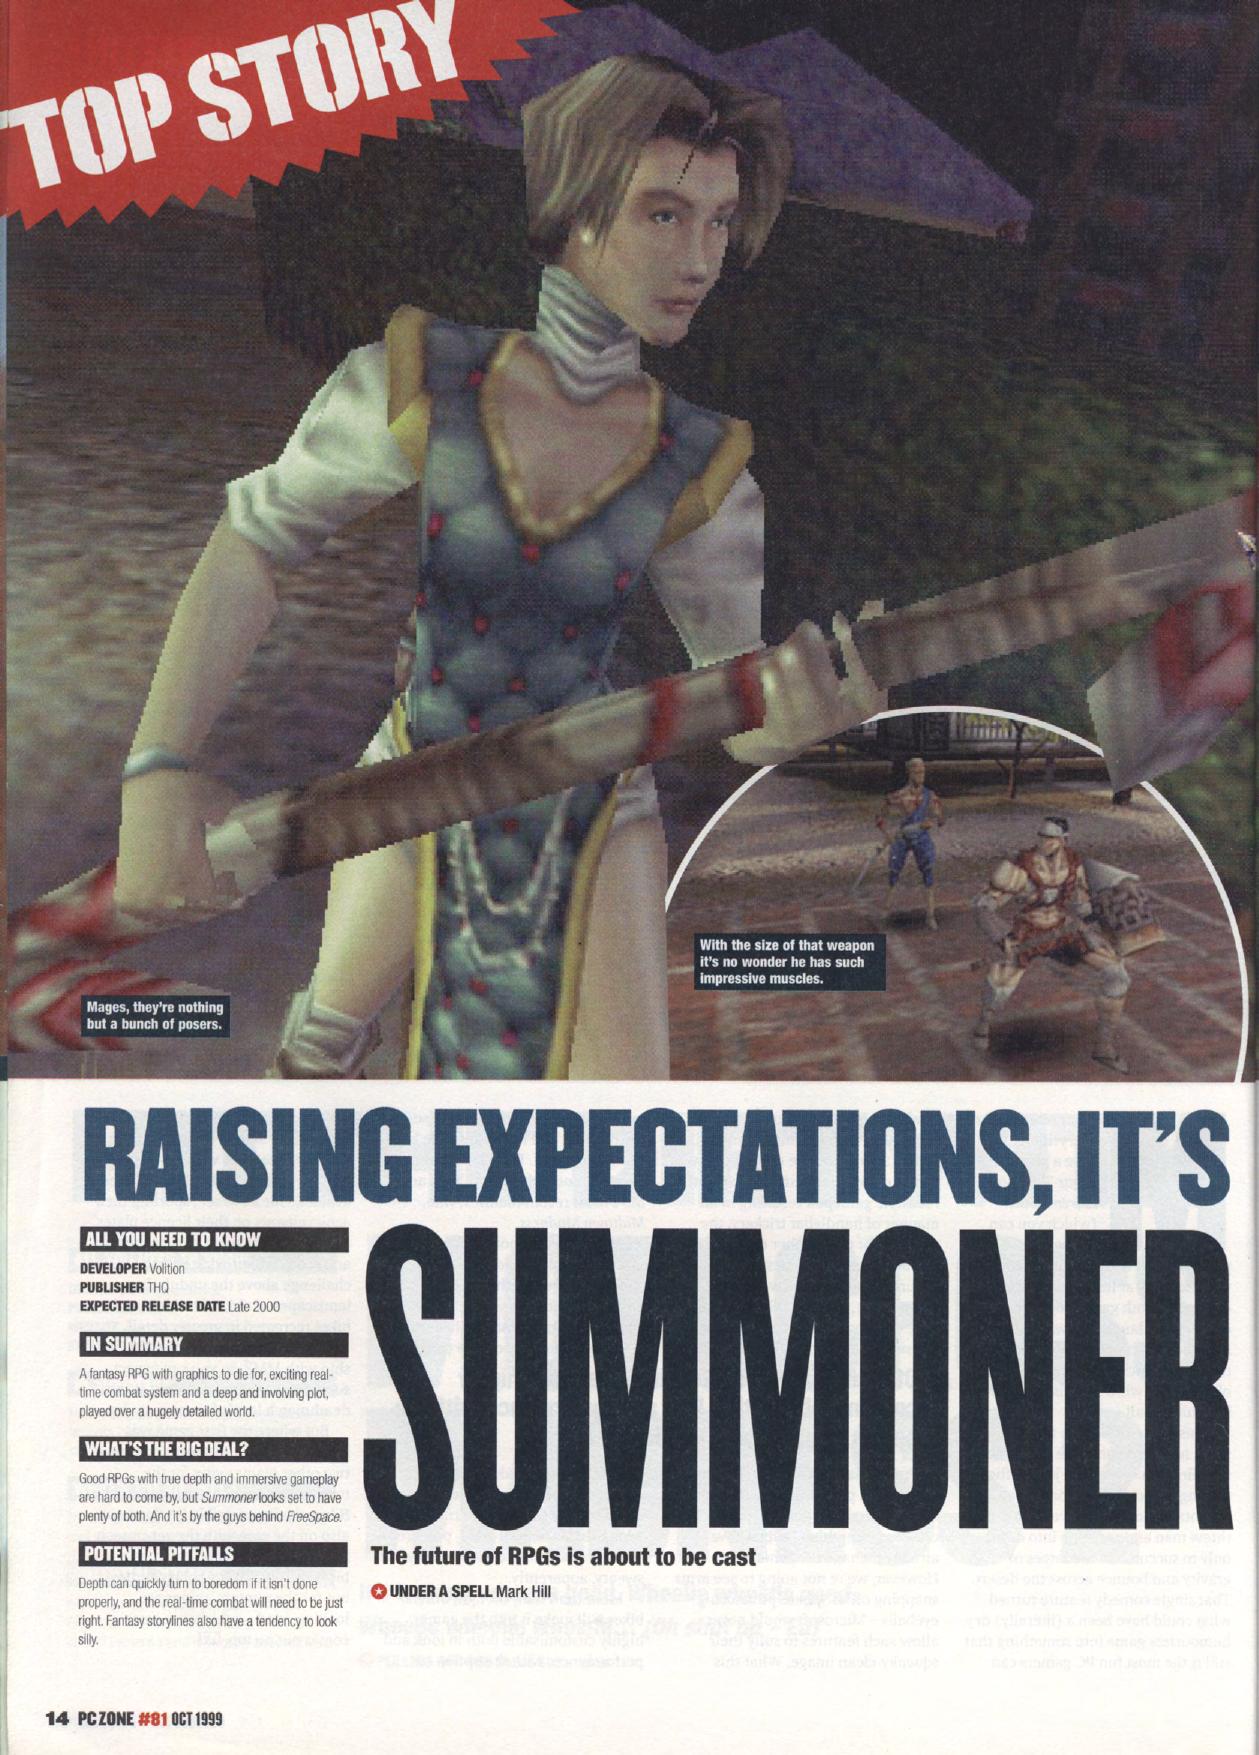 TOP STORY
Mages, they're nothing
but a bunch of posers.
With the size of that weapon
it's no wonder he has such
impressive muscles.
RAISING EXPECTATIONS, IT'S
SUMMONER
ALL YOU NEED TO KNOW
DEVELOPER Volition
PUBLISHER THQ
EXPECTED RELEASE DATE Late 2000
IN SUMMARY
A fantasy RPG with graphics to die for, exciting real-
time combat system and a deep and involving plot,
played over a hugely detailed world.
WHAT'S THE BIG DEAL?
Good RPGs with true depth and immersive gameplay
are hard to come by, but Summoner looks set to have
plenty of both. And it's by the guys behind FreeSpace.
POTENTIAL PITFALLS
Depth can quickly turn to boredom if it isn't done
properly, and the real-time combat will need to be just
right. Fantasy storylines also have a tendency to look
silly.
The future of RPGs is about to be cast
UNDER A SPELL Mark Hill
14 PC ZONE #81 OCT 1999